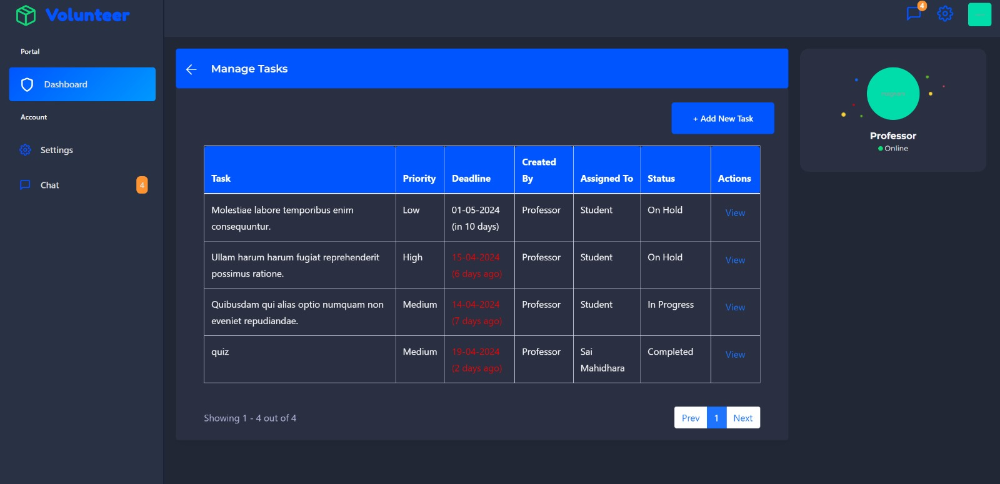 Volunteer
4
Portal
Dashboard
Account
Settings
Chat
4
Manage Tasks
+ Add New Task
Task
Priority
Deadline
Created
By
Assigned To
Status
Actions
Molestiae labore temporibus enim
consequuntur.
Low
01-05-2024
(in 10 days)
Professor
Student
On Hold
View
Ullam harum harum fugiat reprehenderit
possimus ratione.
High
15-04-2024
(6 days ago)
Professor
Student
On Hold
View
Quibusdam qui alias optio numquam non
eveniet repudiandae.
Medium
14-04-2024
(7 days ago)
Professor
Student
In Progress
View
quiz
Medium
19-04-2024
(2 days ago)
Professor
Sai
Mahidhara
Completed
View
Showing 1 - 4 out of 4
Prev
1
Next
Professor
Online